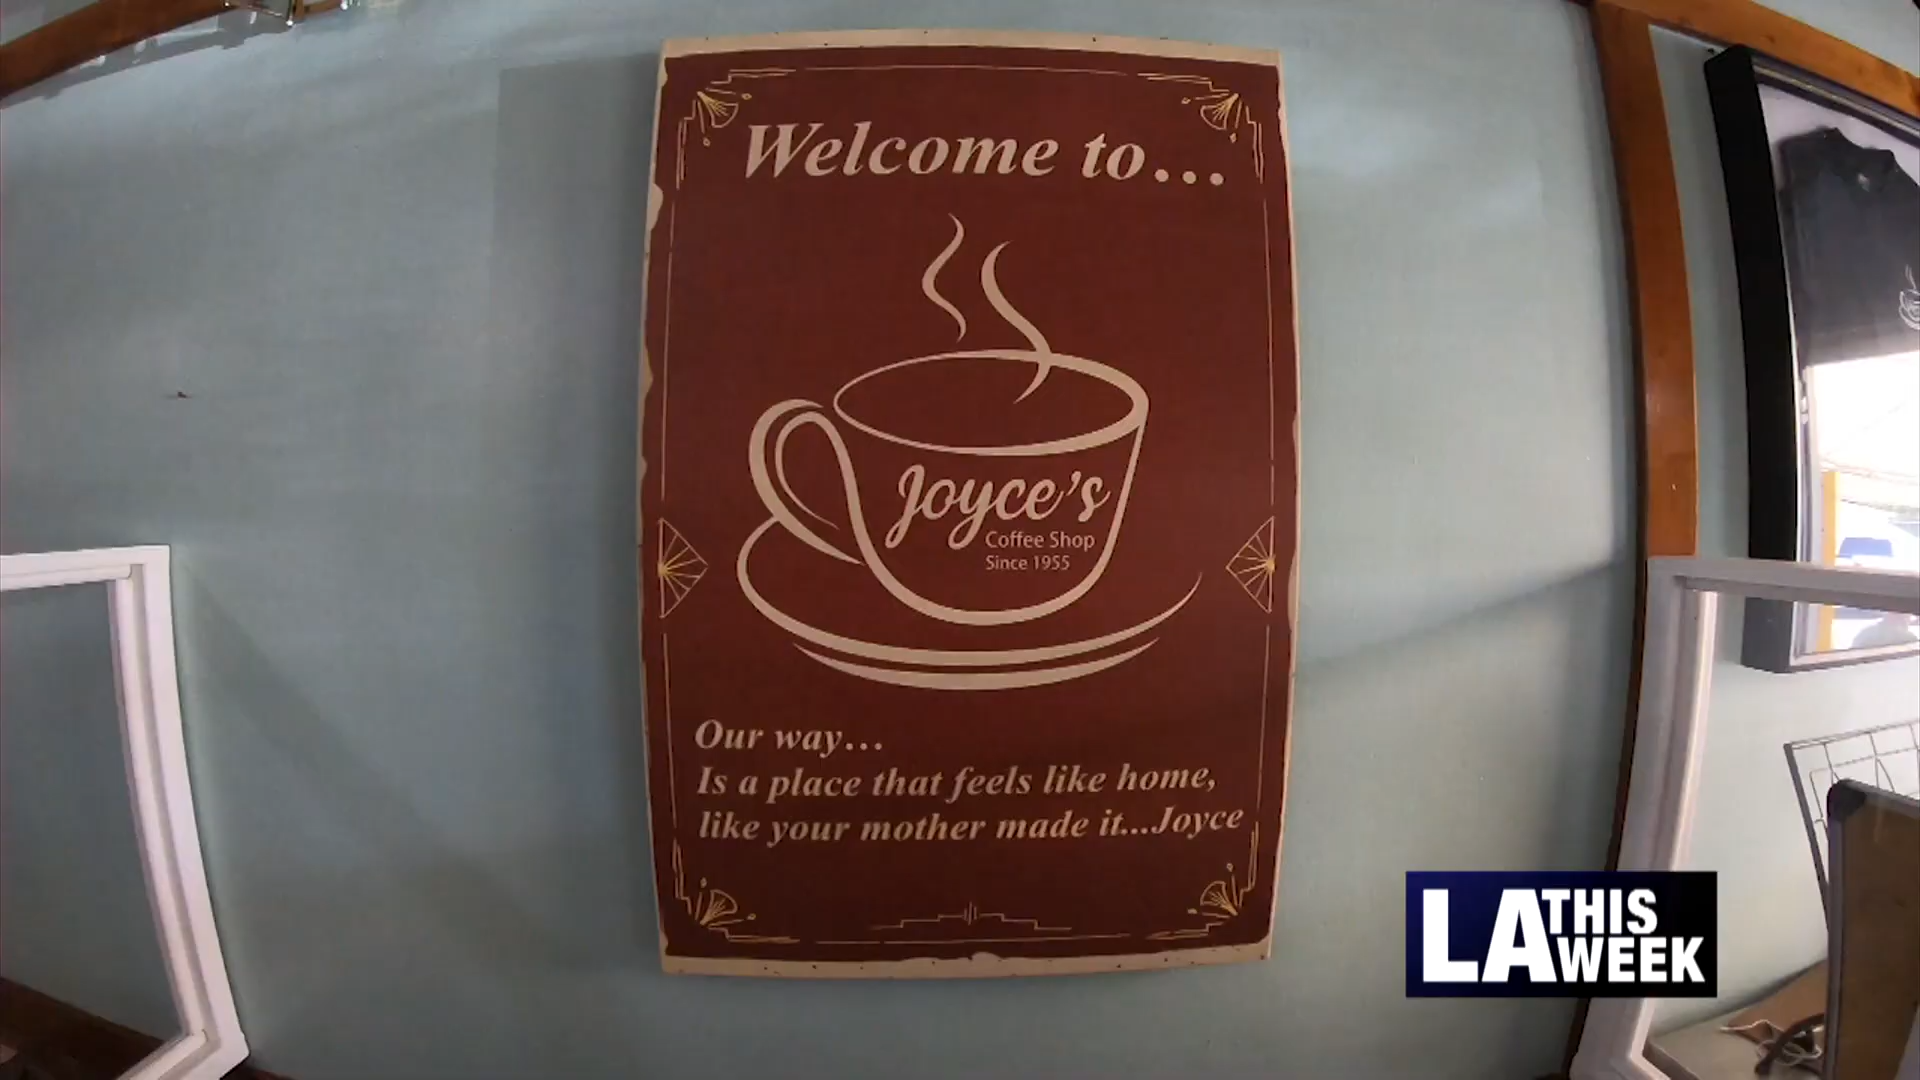 Welcome to...
Joyce's
Coffee Shop
Since 1955
Our way...
Is a place that feels like home,
like your mother made it...Joyce
LA THIS
WEEK